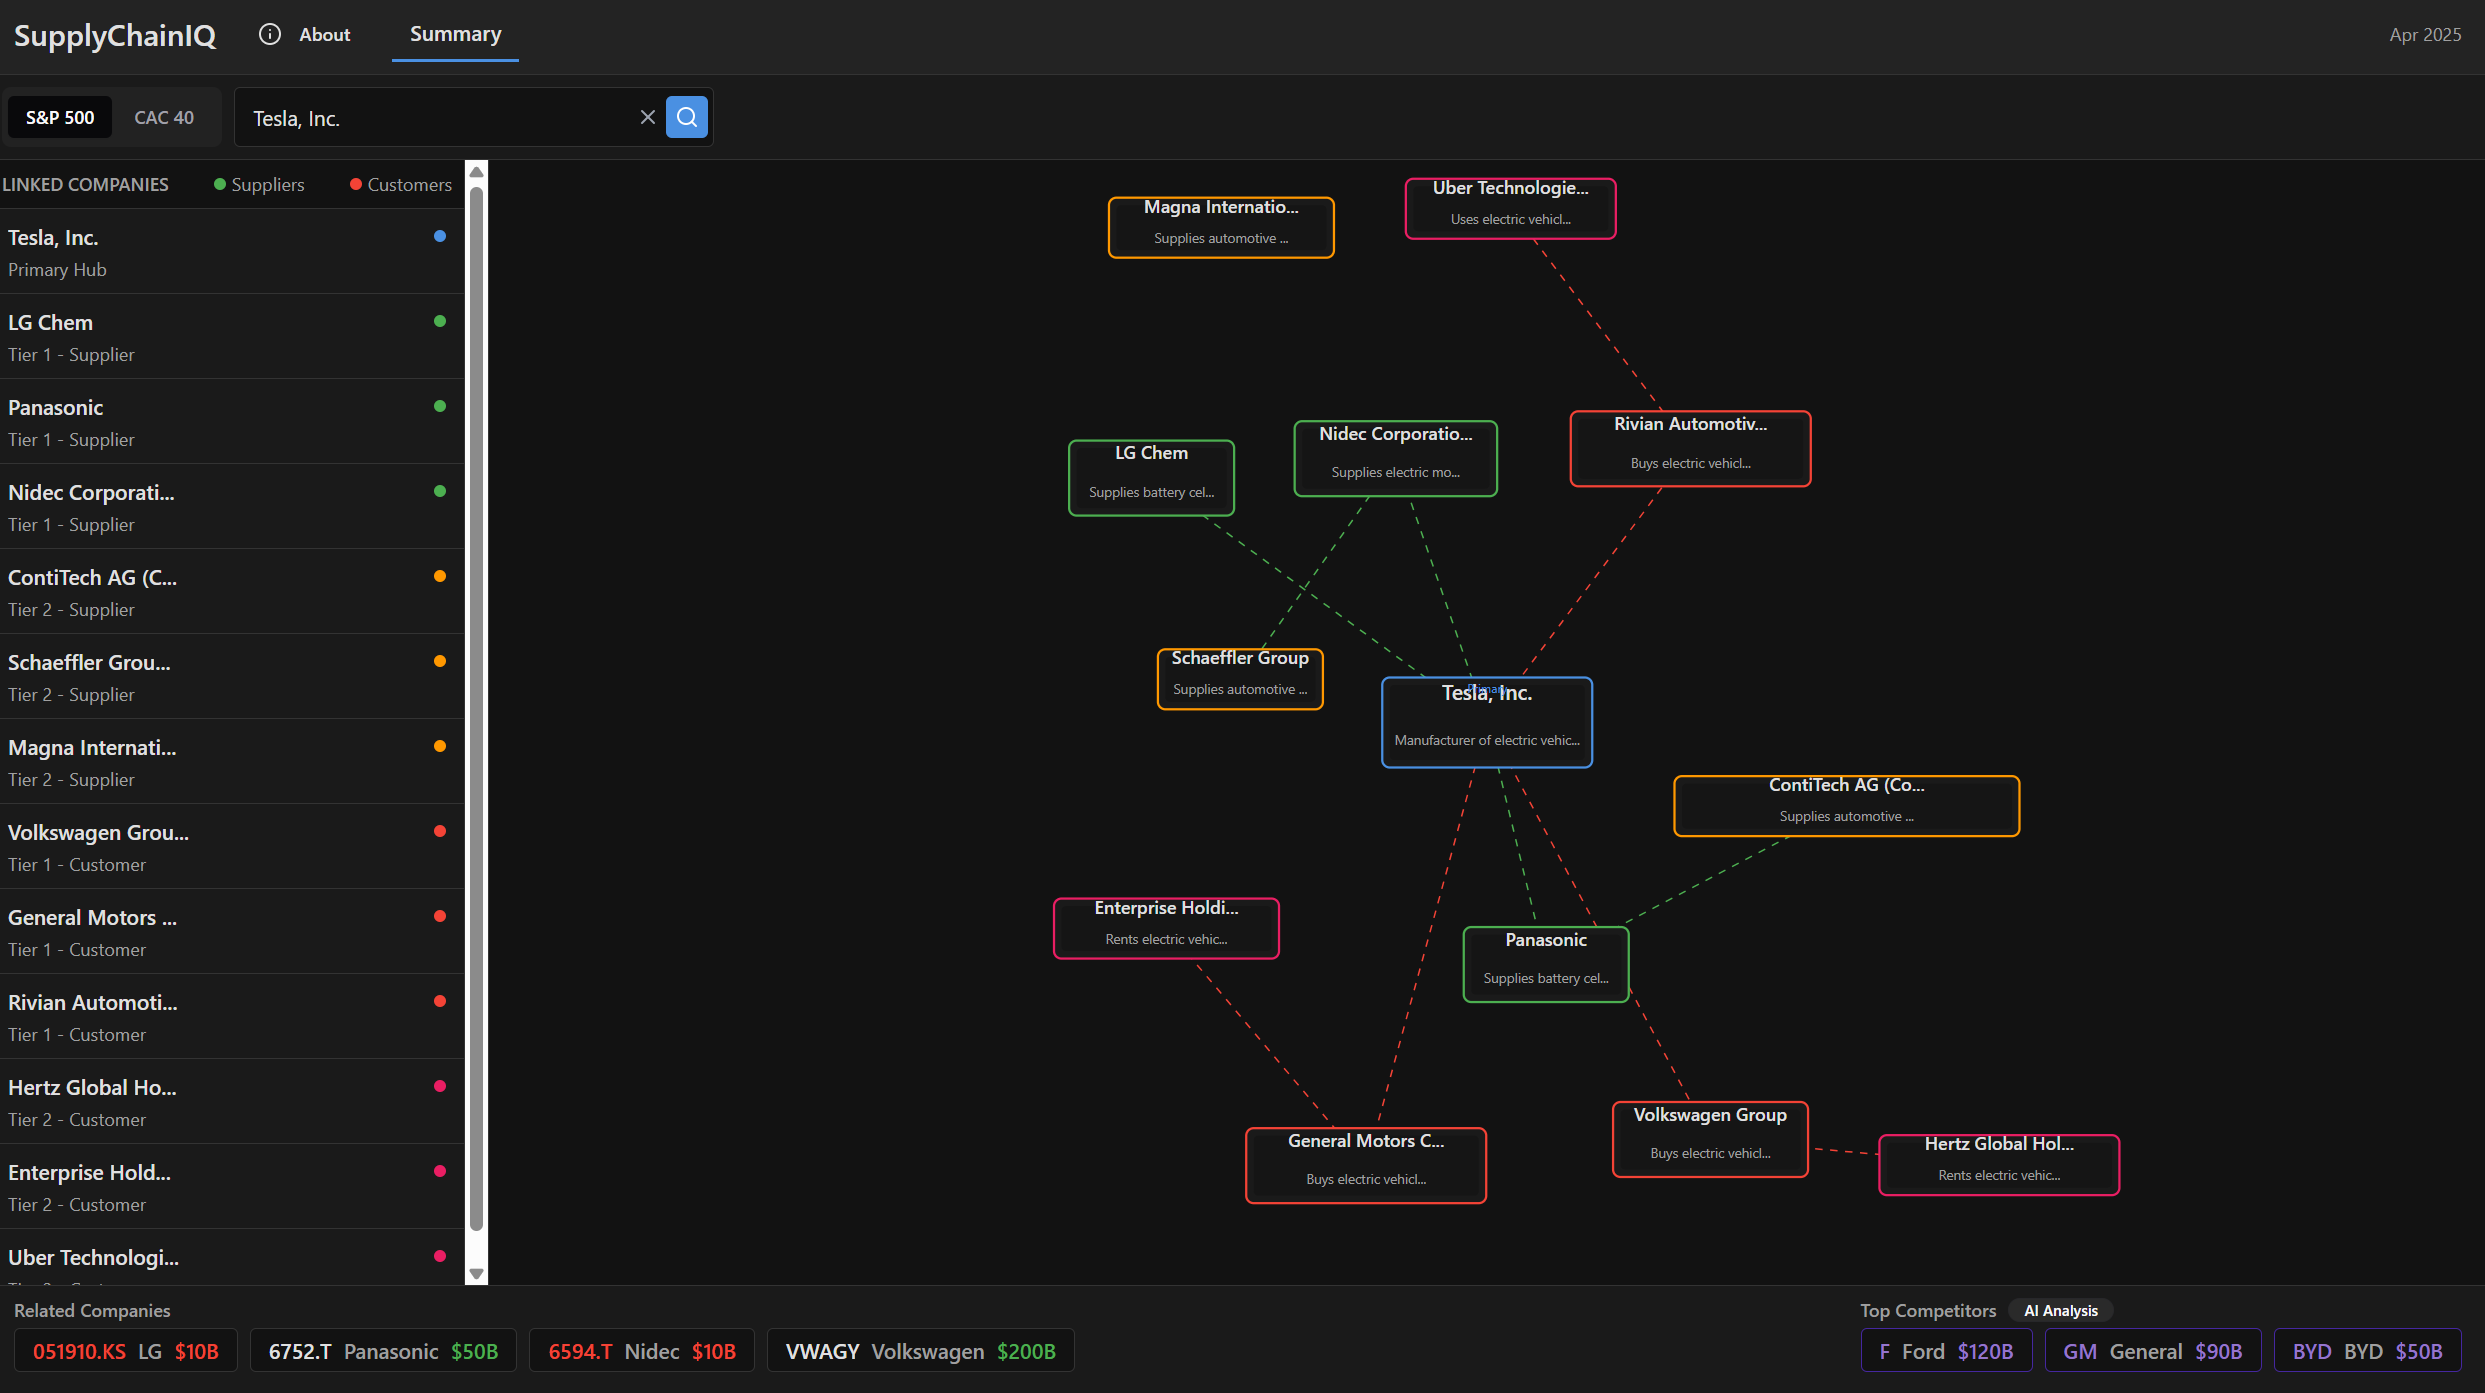 SupplyChainIQ
About
Summary
Apr 2025
S&P 500
CAC 40
Tesla, Inc.
LINKED COMPANIES
Suppliers
Customers
Tesla, Inc.
Primary Hub
LG Chem
Tier 1 - Supplier
Panasonic
Tier 1 - Supplier
Nidec Corporati...
Tier 1 - Supplier
ContiTech AG (C...
Tier 2 - Supplier
Schaeffler Grou...
Tier 2 - Supplier
Magna Internati...
Tier 2 - Supplier
Volkswagen Grou...
Tier 1 - Customer
General Motors ...
Tier 1 - Customer
Rivian Automoti...
Tier 1 - Customer
Hertz Global Ho...
Tier 2 - Customer
Enterprise Hold...
Tier 2 - Customer
Uber Technologi...
Magna Internatio...
Supplies automotive ...
Uber Technologie...
Uses electric vehicl...
LG Chem
Supplies battery cel...
Nidec Corporatio...
Supplies electric mo...
Rivian Automotiv...
Buys electric vehicl...
Schaeffler Group
Supplies automotive ...
Primary
Tesla, Inc.
Manufacturer of electric vehic...
ContiTech AG (Co...
Supplies automotive ...
Enterprise Holdi...
Rents electric vehic...
Panasonic
Supplies battery cel...
General Motors C...
Buys electric vehicl...
Volkswagen Group
Buys electric vehicl...
Hertz Global Hol...
Rents electric vehic...
Related Companies
051910.KS LG $10B
6752.T Panasonic $50B
6594.T Nidec $10B
VWAGY Volkswagen $200B
Top Competitors
AI Analysis
F Ford $120B
GM General $90B
BYD BYD $50B